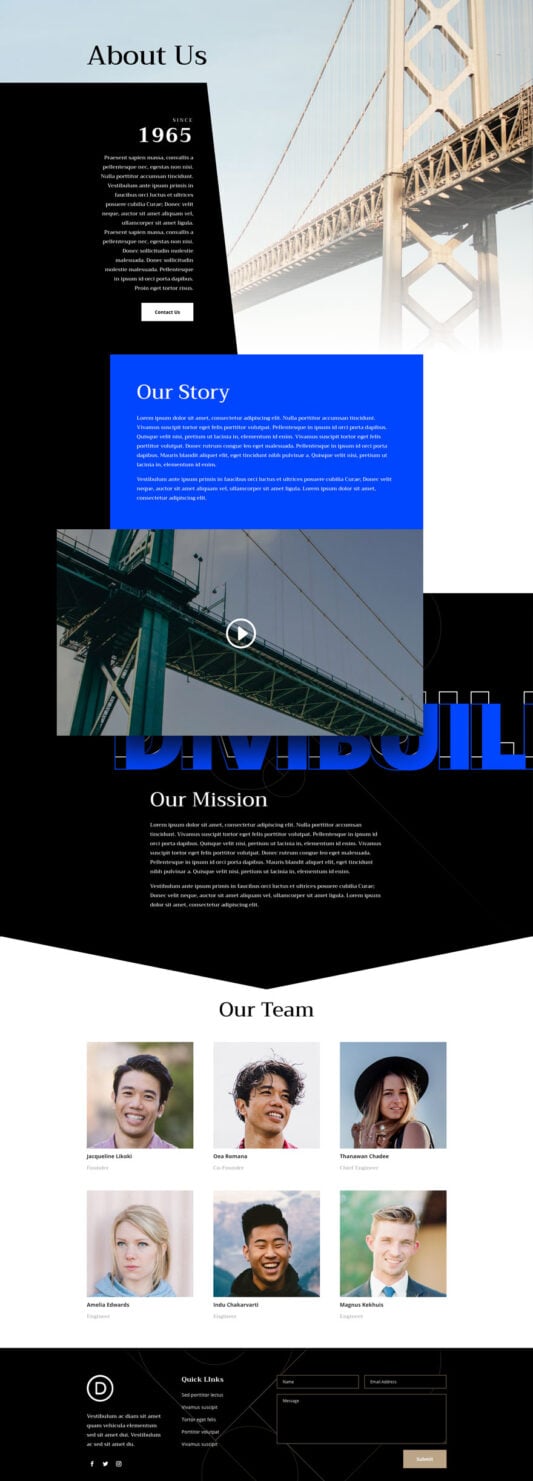 About Us
SINCE
1965
Praesent sapien massa, convallis a
pellentesque nec, egestas non nisi.
Nulla porttitor accumsan tincidunt.
Vestibulum ante ipsum primis in
faucibus orci luctus et ultrices
posuere cubilia Curae; Donec velit
neque, auctor sit amet aliquam vel,
ullamcorper sit amet ligula.
Praesent sapien massa, convallis a
pellentesque nec, egestas non nisi.
Donec sollicitudin molestie
malesuada. Donec sollicitudin
molestie malesuada. Pellentesque
in ipsum id orci porta dapibus.
Proin eget tortor risus.
Contact Us
Our Story
Lorem ipsum dolor sit amet, consectetur adipiscing elit. Nulla porttitor accumsan tincidunt.
Vivamus suscipit tortor eget felis porttitor volutpat. Pellentesque in ipsum id orci porta dapibus.
Quisque velit nisi, pretium ut lacinia in, elementum id enim. Vivamus suscipit tortor eget felis
porttitor volutpat. Donec rutrum congue leo eget malesuada. Pellentesque in ipsum id orci porta
dapibus. Mauris blandit aliquet elit, eget tincidunt nibh pulvinar a. Quisque velit nisi, pretium ut
lacinia in, elementum id enim.
Vestibulum ante ipsum primis in faucibus orci luctus et ultrices posuere cubilia Curae; Donec velit
neque, auctor sit amet aliquam vel, ullamcorper sit amet ligula. Lorem ipsum dolor sit amet,
consectetur adipiscing elit.
DIVIBUIL
Our Mission
Lorem ipsum dolor sit amet, consectetur adipiscing elit. Nulla porttitor accumsan
tincidunt. Vivamus suscipit tortor eget felis porttitor volutpat. Pellentesque in ipsum id
orci porta dapibus. Quisque velit nisi, pretium ut lacinia in, elementum id enim. Vivamus
suscipit tortor eget felis porttitor volutpat. Donec rutrum congue leo eget malesuada.
Pellentesque in ipsum id orci porta dapibus. Mauris blandit aliquet elit, eget tincidunt
nibh pulvinar a. Quisque velit nisi, pretium ut lacinia in, elementum id enim.
Vestibulum ante ipsum primis in faucibus orci luctus et ultrices posuere cubilia Curae;
Donec velit neque, auctor sit amet aliquam vel, ullamcorper sit amet ligula. Lorem ipsum
dolor sit amet, consectetur adipiscing elit.
Our Team
Jacqueline Likoki
Founder
Oea Romana
Co-Founder
Thanawan Chadee
Chief Engineer
Amelia Edwards
Engineer
Indu Chakarvarti
Engineer
Magnus Kekhuis
Engineer
D
Vestibulum ac diam sit amet
quam vehicula elementum
sed sit amet dui. Vestibulum
ac sed sit amet du.
Quick LInks
Sed porttitor lectus
Vivamus suscipit
Tortor eget felis
Porttitor volutpat
Vivamus suscipit
Name
Email Address
Message
Submit